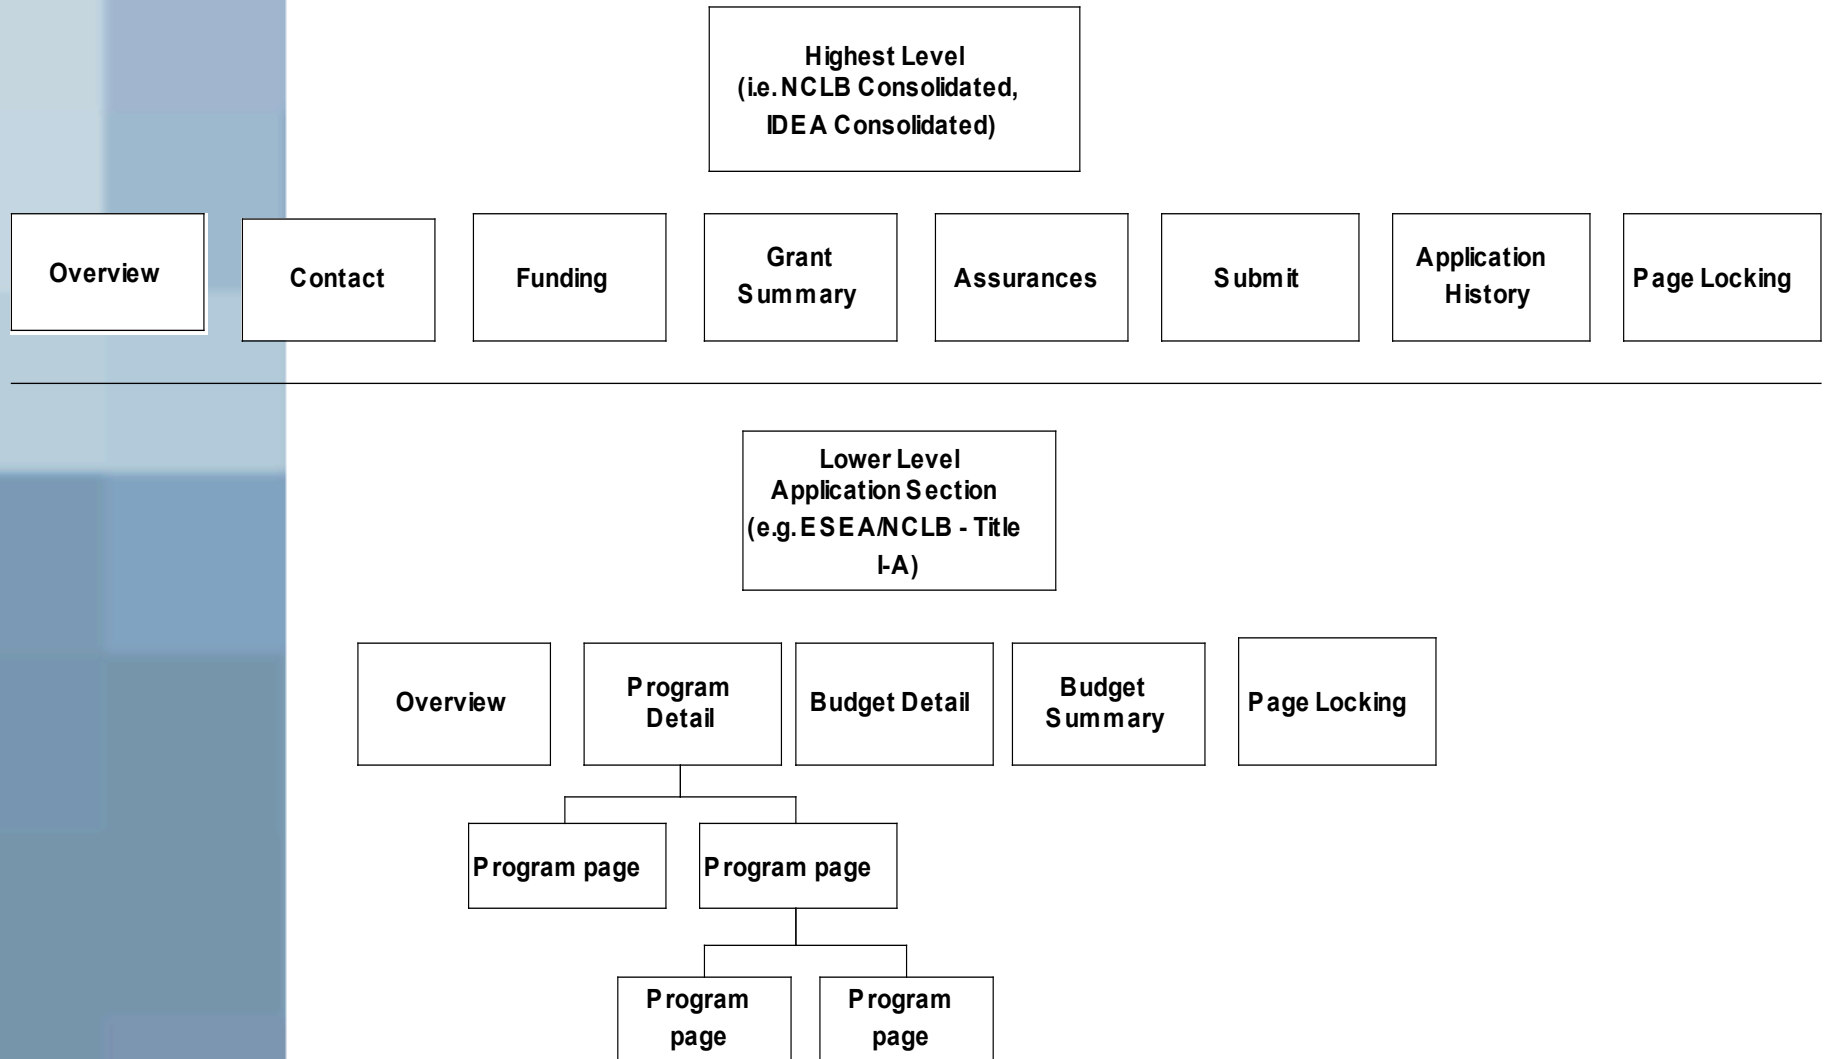 Highest Level
(i.e. NCLB Consolidated,
IDEA Consolidated)
Overview
Contact
Funding
Grant
Summary
Assurances
Submit
Application
History
Page Locking
Lower Level
Application Section
(e.g. ESEA/NCLB - Title
I-A)
Overview
Program
Detail
Budget Detail
Budget
Summary
Page Locking
Program page
Program page
Program
page
Program
page